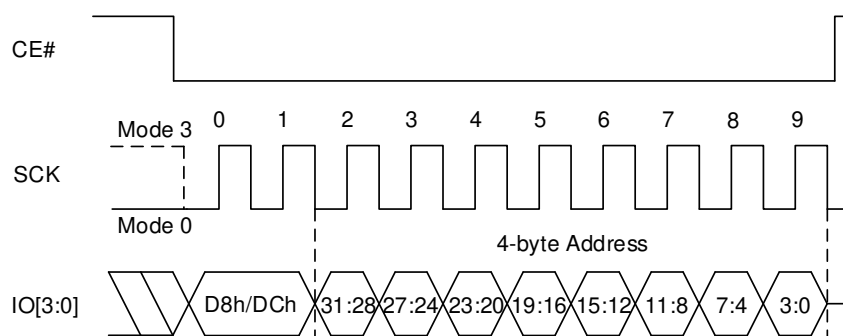 CE#
0 1 2 3 4 5 6 7 8 9
Mode 3
SCK
Mode 0
4-byte Address
IO[3:0] D8h/DCh 31:28 27:24 23:20 19:16 15:12 11:8 7:4 3:0